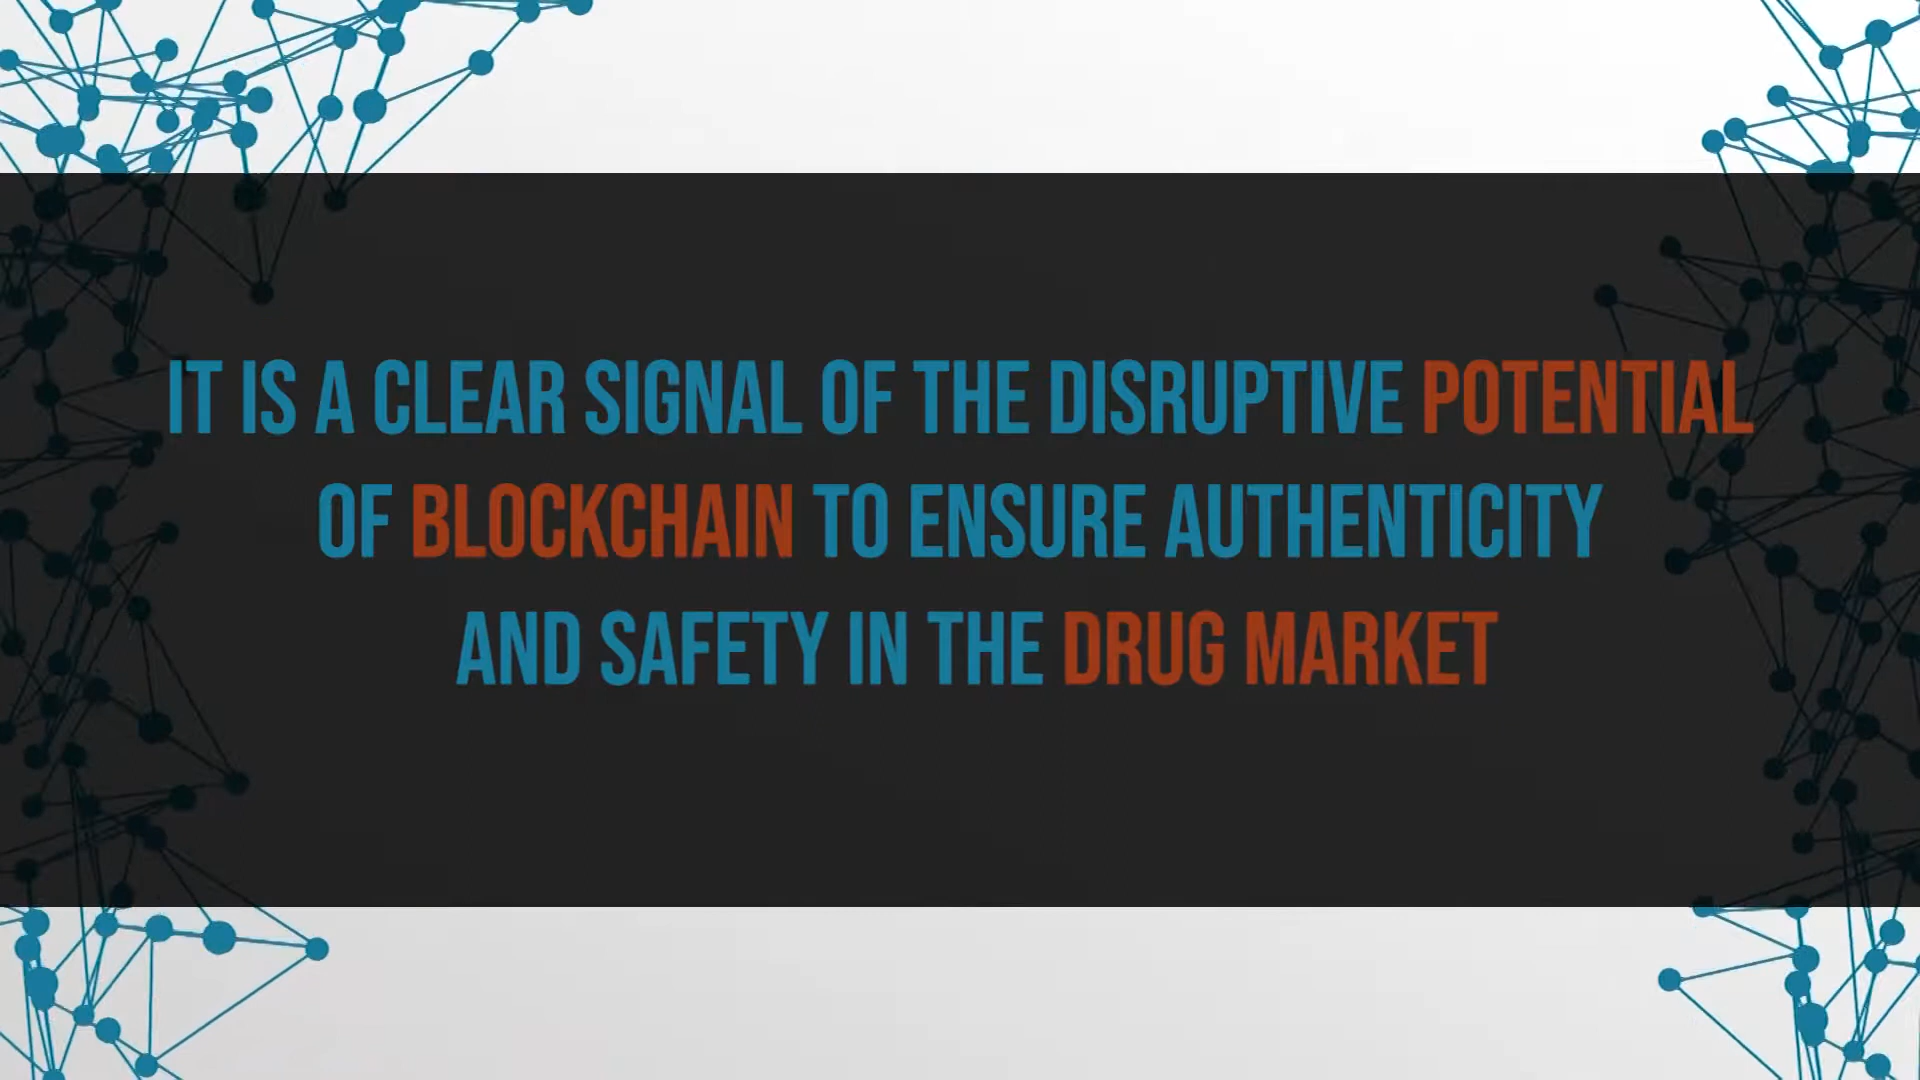 IT IS A CLEAR SIGNAL OF THE DISRUPTIVE POTENTIAL
OF BLOCKCHAIN TO ENSURE AUTHENTICITY
AND SAFETY IN THE DRUG MARKET